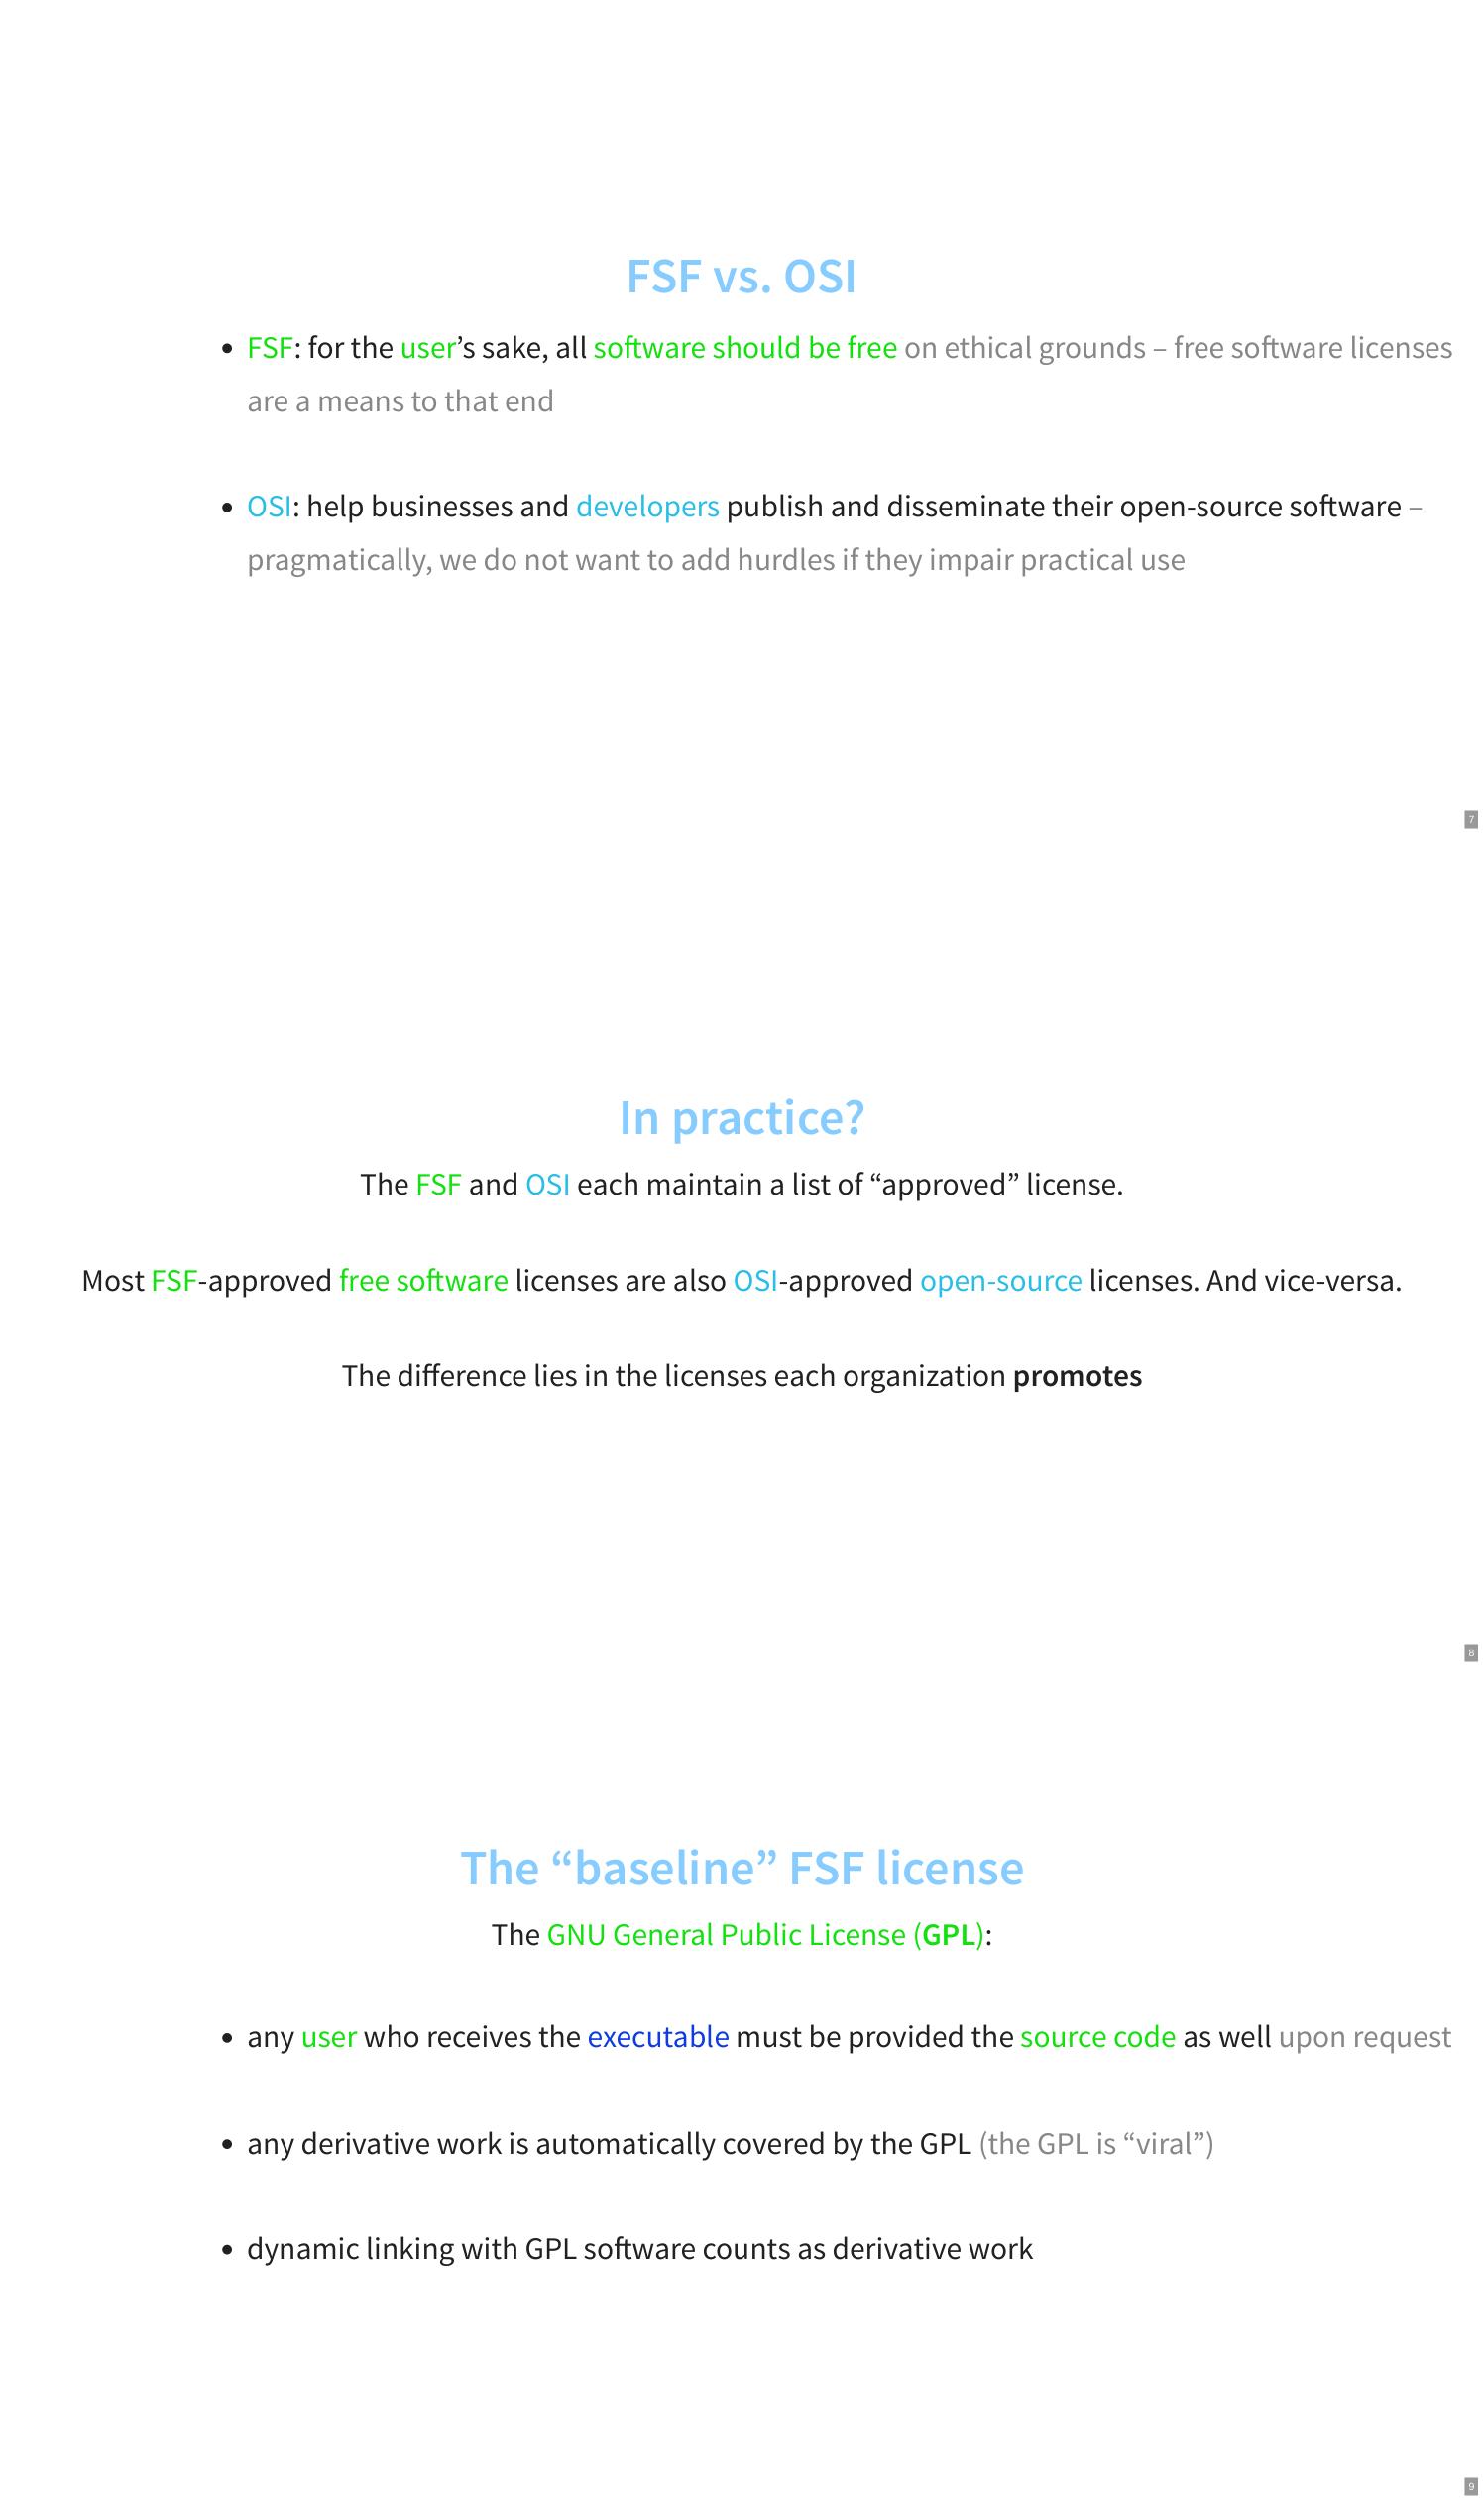 FSF vs. OSI
• FSF: for the user’s sake, all software should be free on ethical grounds – free software licenses
are a means to that end
• OSI: help businesses and developers publish and disseminate their open-source software –
pragmatically, we do not want to add hurdles if they impair practical use
7
In practice?
The FSF and OSI each maintain a list of “approved” license.
Most FSF-approved free software licenses are also OSI-approved open-source licenses. And vice-versa.
The difference lies in the licenses each organization promotes
8
The “baseline” FSF license
The GNU General Public License (GPL):
• any user who receives the executable must be provided the source code as well upon request
• any derivative work is automatically covered by the GPL (the GPL is “viral”)
• dynamic linking with GPL software counts as derivative work
9